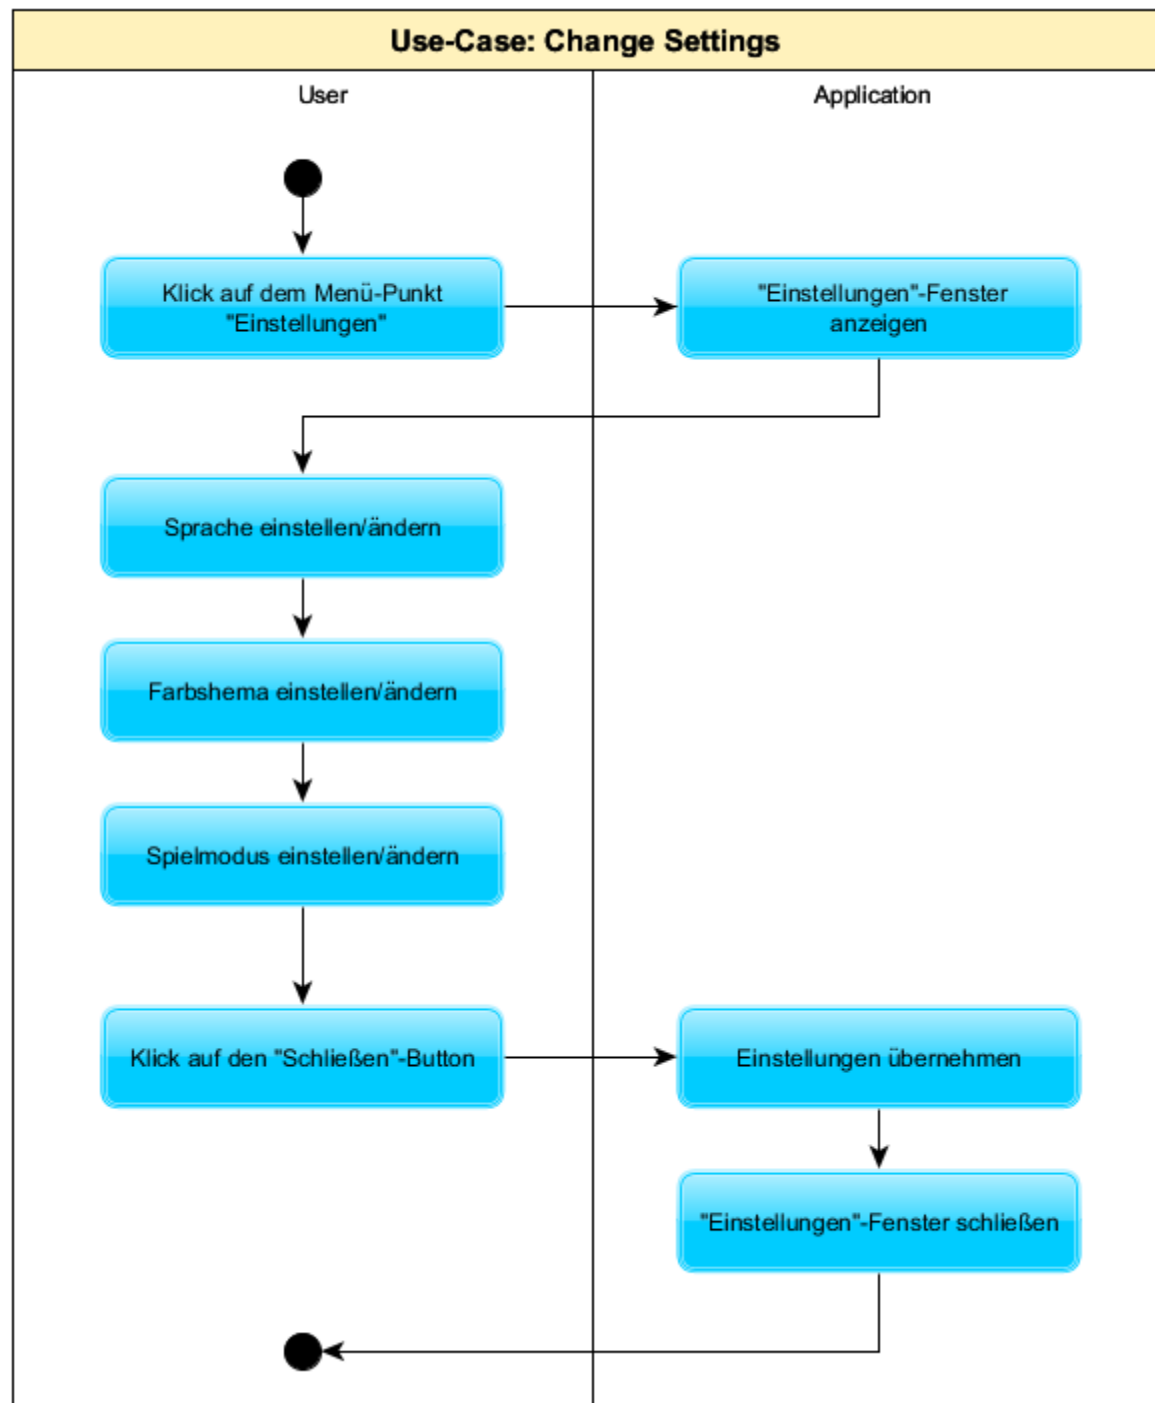 Use-Case: Change Settings
User
Application
Klick auf dem Menü-Punkt
"Einstellungen"
"Einstellungen"-Fenster
anzeigen
Sprache einstellen/ändern
Farbshema einstellen/ändern
Spielmodus einstellen/ändern
Klick auf den "Schließen"-Button
Einstellungen übernehmen
"Einstellungen"-Fenster schließen